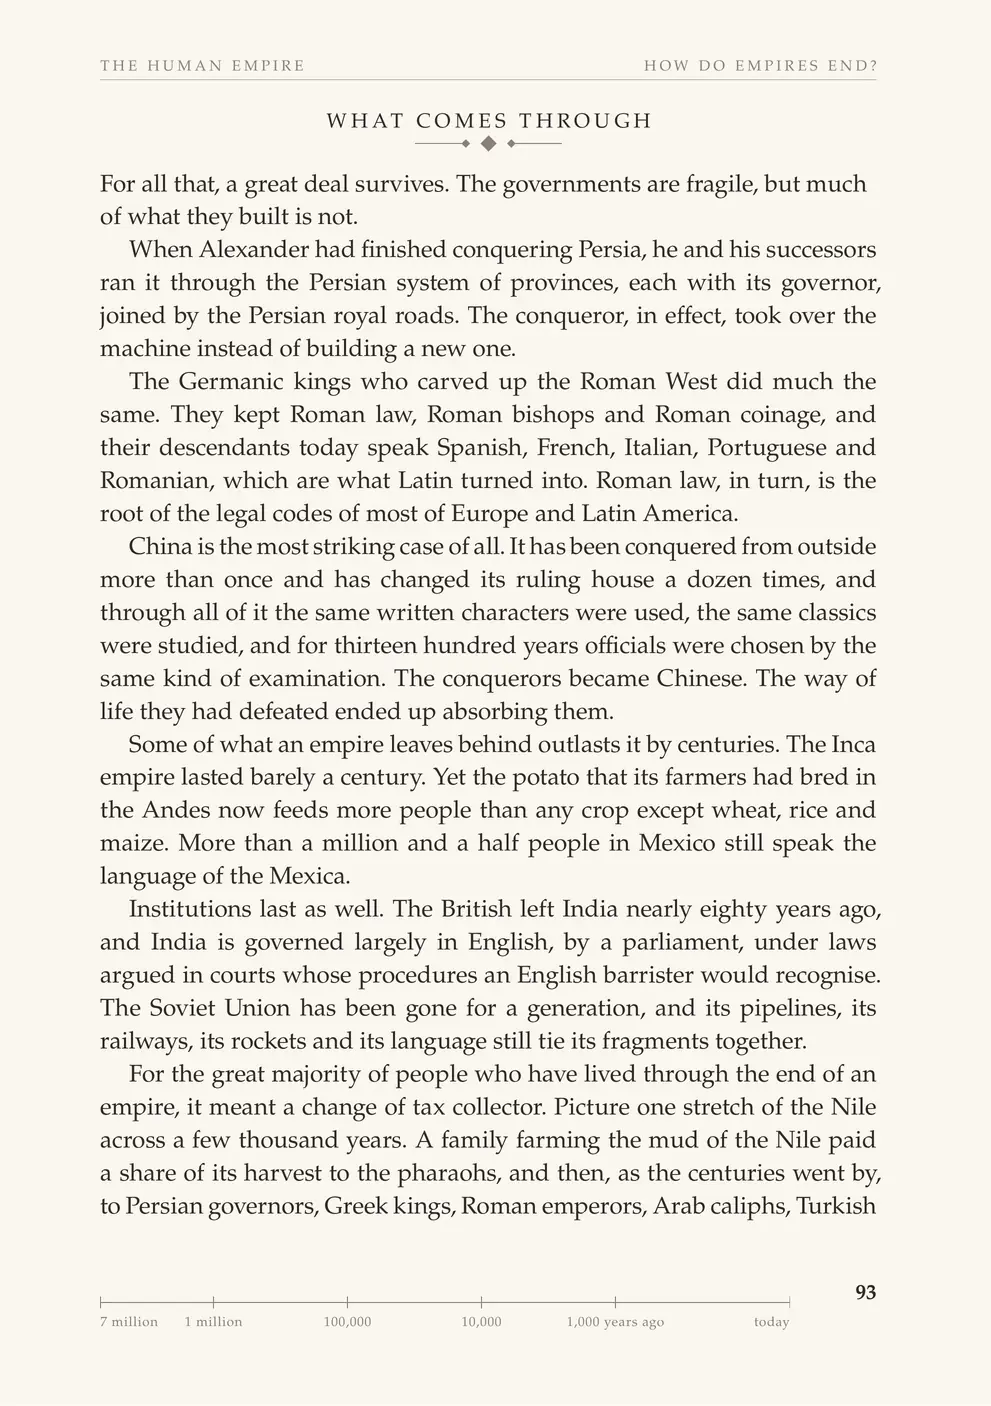 THE HUMAN EMPIRE
HOW DO EMPIRES END?
WHAT COMES THROUGH
For all that, a great deal survives. The governments are fragile, but much
of what they built is not.
When Alexander had finished conquering Persia, he and his successors
ran it through the Persian system of provinces, each with its governor,
joined by the Persian royal roads. The conqueror, in effect, took over the
machine instead of building a new one.
The Germanic kings who carved up the Roman West did much the
same. They kept Roman law, Roman bishops and Roman coinage, and
their descendants today speak Spanish, French, Italian, Portuguese and
Romanian, which are what Latin turned into. Roman law, in turn, is the
root of the legal codes of most of Europe and Latin America.
China is the most striking case of all. It has been conquered from outside
more than once and has changed its ruling house a dozen times, and
through all of it the same written characters were used, the same classics
were studied, and for thirteen hundred years officials were chosen by the
same kind of examination. The conquerors became Chinese. The way of
life they had defeated ended up absorbing them.
Some of what an empire leaves behind outlasts it by centuries. The Inca
empire lasted barely a century. Yet the potato that its farmers had bred in
the Andes now feeds more people than any crop except wheat, rice and
maize. More than a million and a half people in Mexico still speak the
language of the Mexica.
Institutions last as well. The British left India nearly eighty years ago,
and India is governed largely in English, by a parliament, under laws
argued in courts whose procedures an English barrister would recognise.
The Soviet Union has been gone for a generation, and its pipelines, its
railways, its rockets and its language still tie its fragments together.
For the great majority of people who have lived through the end of an
empire, it meant a change of tax collector. Picture one stretch of the Nile
across a few thousand years. A family farming the mud of the Nile paid
a share of its harvest to the pharaohs, and then, as the centuries went by,
to Persian governors, Greek kings, Roman emperors, Arab caliphs, Turkish
93
7 million 1 million 100,000 10,000 1,000 years ago today